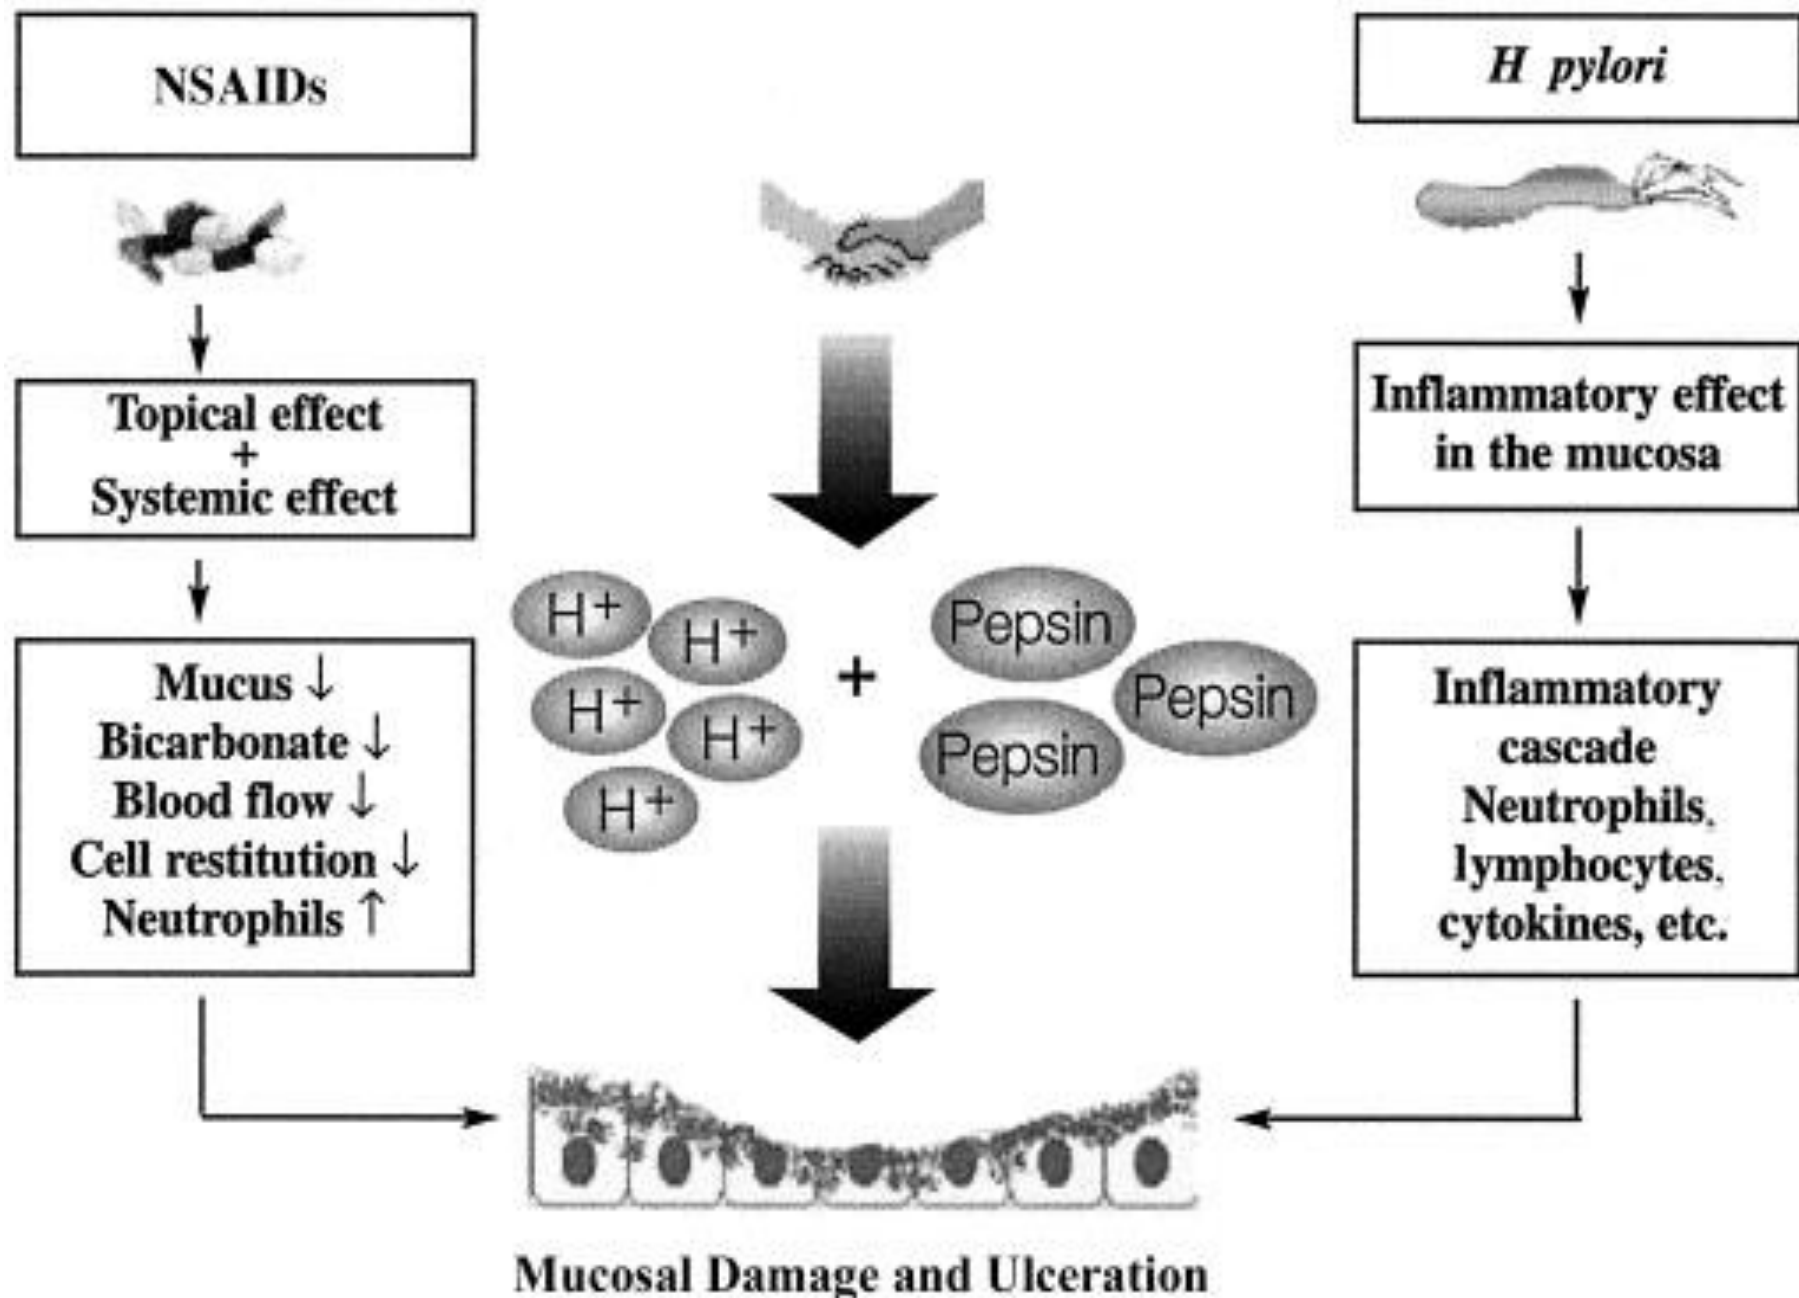 NSAIDs
Topical effect
+
Systemic effect
Mucus ↓
Bicarbonate ↓
Blood flow ↓
Cell restitution ↓
Neutrophils ↑
H+
H+
H+
H+
H+
+
Pepsin
Pepsin
Pepsin
H pylori
Inflammatory effect
in the mucosa
Inflammatory
cascade
Neutrophils,
lymphocytes,
cytokines, etc.
Mucosal Damage and Ulceration